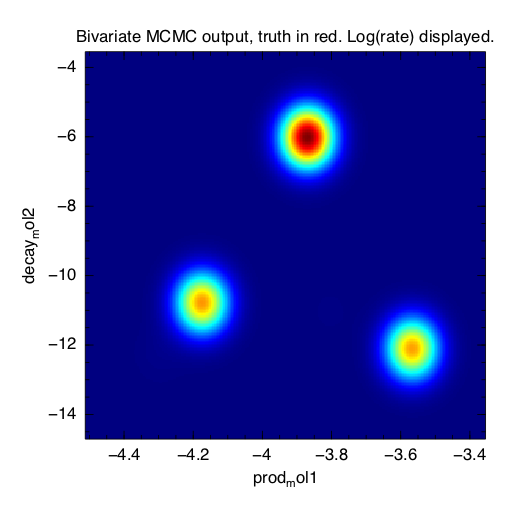 Bivariate MCMC output, truth in red. Log(rate) displayed.
−4
−6
−8
−10
−12
−14
decay_mol2
−4.4 −4.2 −4 −3.8 −3.6 −3.4
prod_mol1